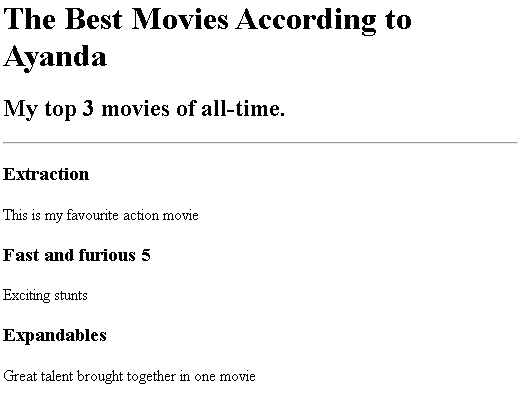 The Best Movies According to
Ayanda
My top 3 movies of all-time.
Extraction
This is my favourite action movie
Fast and furious 5
Exciting stunts
Expandables
Great talent brought together in one movie